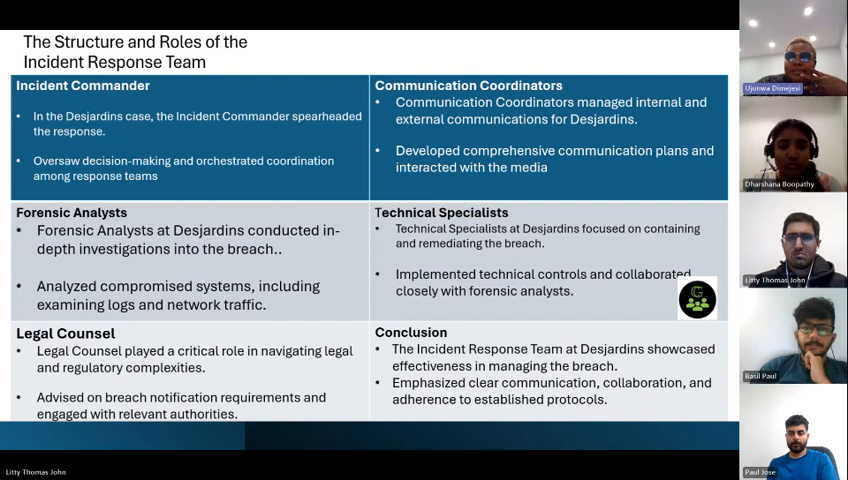 The Structure and Roles of the
Incident Response Team
Incident Commander
• In the Desjardins case, the Incident Commander spearheaded
the response.
• Oversaw decision-making and orchestrated coordination
among response teams
Communication Coordinators
• Communication Coordinators managed internal and
external communications for Desjardins.
• Developed comprehensive communication plans and
interacted with the media
Forensic Analysts
• Forensic Analysts at Desjardins conducted in-
depth investigations into the breach..
• Analyzed compromised systems, including
examining logs and network traffic.
Technical Specialists
• Technical Specialists at Desjardins focused on containing
and remediating the breach.
• Implemented technical controls and collaborated
closely with forensic analysts.
Legal Counsel
• Legal Counsel played a critical role in navigating legal
and regulatory complexities.
• Advised on breach notification requirements and
engaged with relevant authorities.
Conclusion
• The Incident Response Team at Desjardins showcased
effectiveness in managing the breach.
• Emphasized clear communication, collaboration, and
adherence to established protocols.
G
Litty Thomas John
Ujunwa Dimejesi
Dharshana Boopathy
Litty Thomas John
Basil Paul
Paul Jose